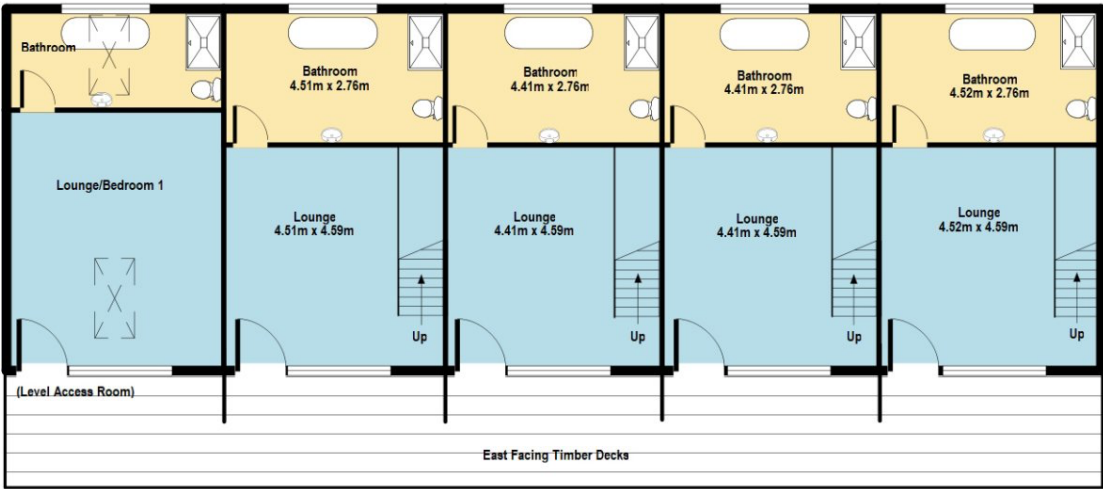 Bathroom
Bathroom
4.51m x 2.76m
Bathroom
4.41m x 2.76m
Bathroom
4.41m x 2.76m
Bathroom
4.52m x 2.76m
Lounge/Bedroom 1
Lounge
4.51m x 4.59m
Lounge
4.41m x 4.59m
Lounge
4.41m x 4.59m
Lounge
4.52m x 4.59m
Up
Up
Up
Up
(Level Access Room)
East Facing Timber Decks